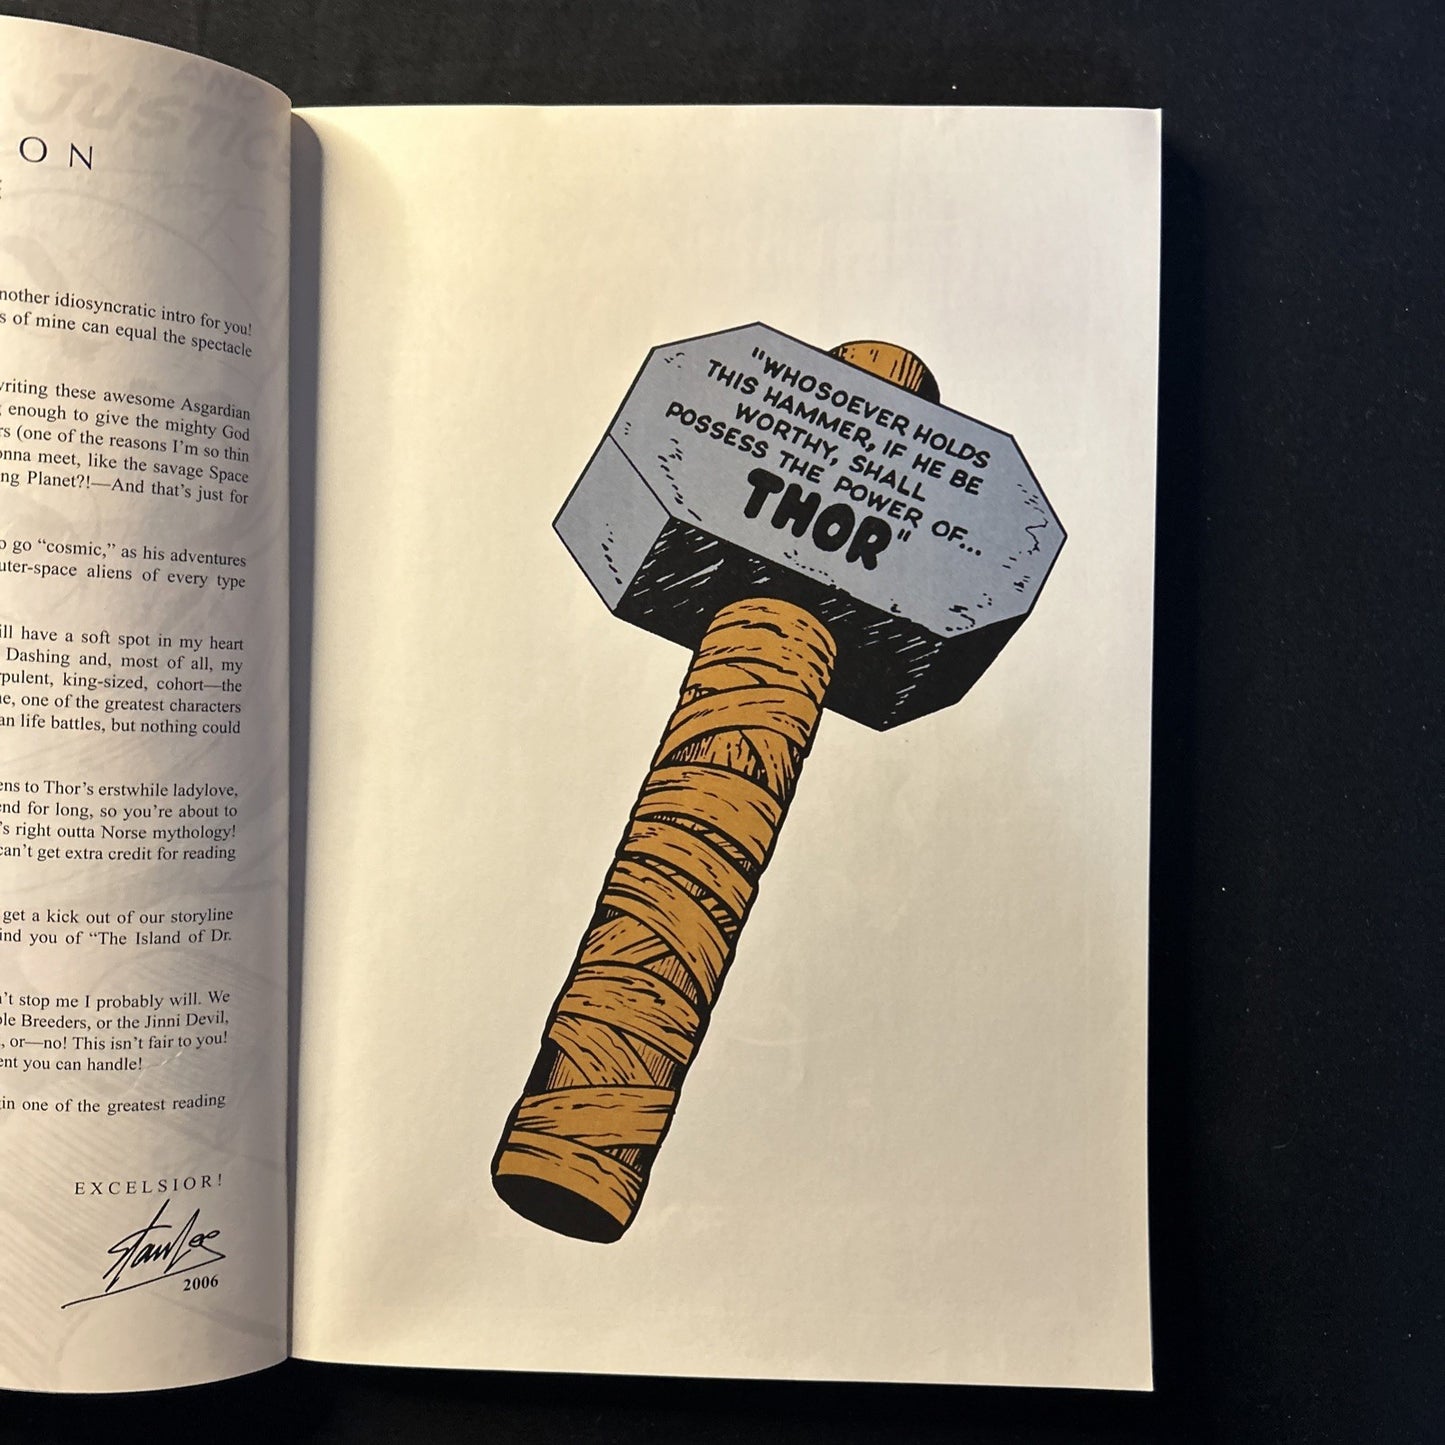 ON
nother idiosyncratic intro for you!
s of mine can equal the spectacle
writing these awesome Asgardian
enough to give the mighty God
rs (one of the reasons I'm so thin
onna meet, like the savage Space
ng Planet?!—And that's just for
o go “cosmic,” as his adventures
uter-space aliens of every type
ill have a soft spot in my heart
Dashing and, most of all, my
rpulent, king-sized, cohort—the
e, one of the greatest characters
an life battles, but nothing could
ens to Thor's erstwhile ladylove,
end for long, so you're about to
's right outta Norse mythology!
can't get extra credit for reading
get a kick out of our storyline
ind you of “The Island of Dr.
't stop me I probably will. We
ble Breeders, or the Jinni Devil,
, or—no! This isn't fair to you!
ent you can handle!
in one of the greatest reading
EXCELSIOR!
Stan Lee
2006
"WHOSOEVER HOLDS
THIS HAMMER, IF HE BE
WORTHY, SHALL
POSSESS THE POWER OF...
THOR"